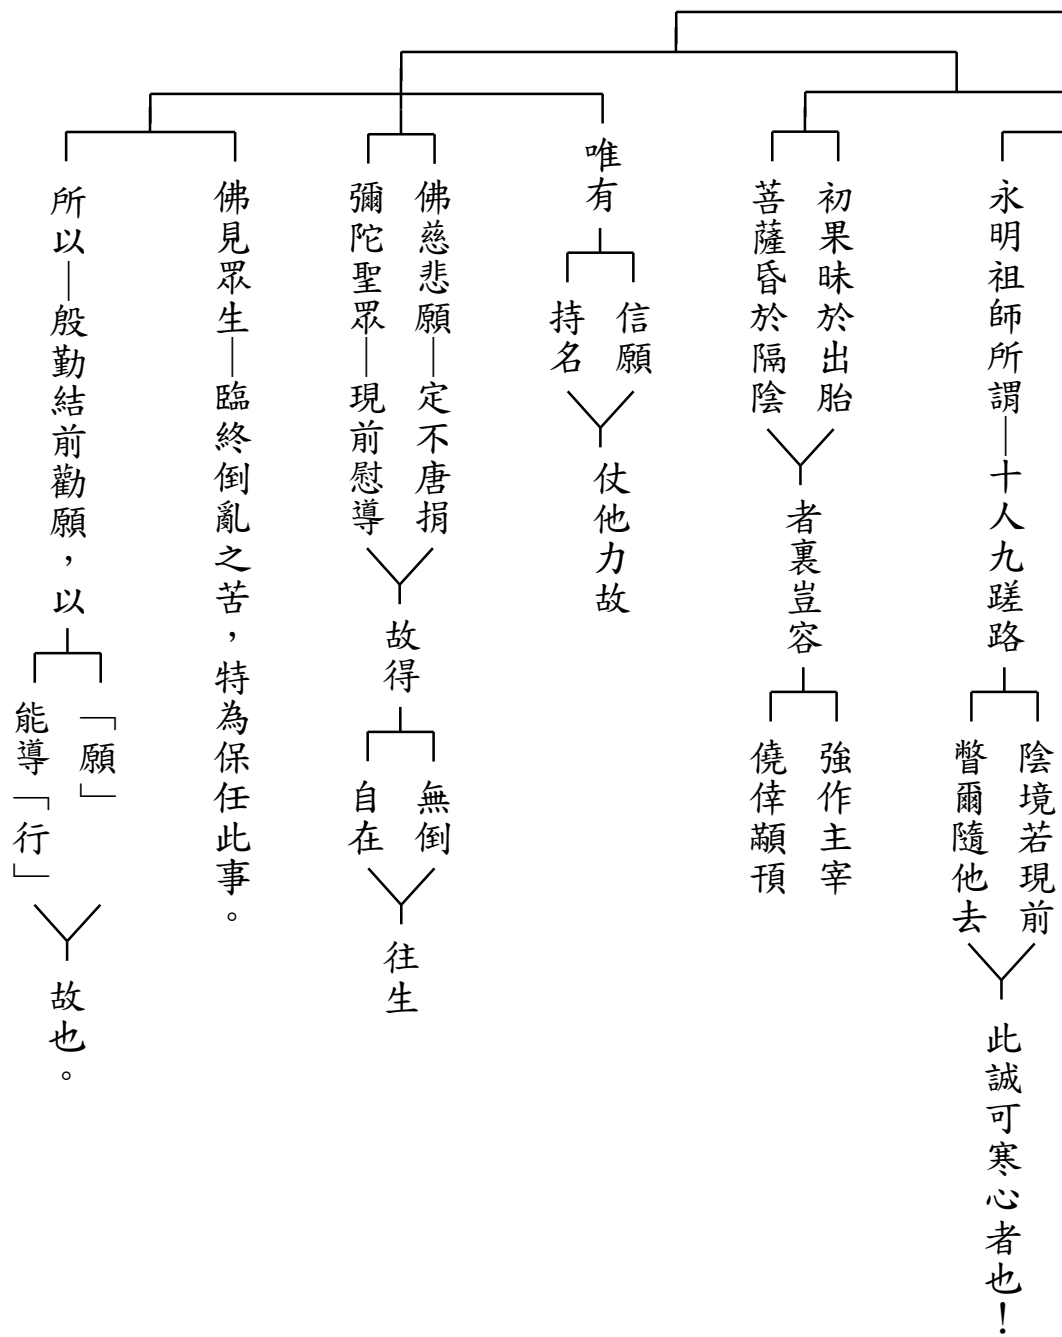 永明祖師所謂—十人九蹉路
陰境若現前
瞥爾隨他去
此誠可寒心者也！
初果昧於出胎
菩薩昏於隔陰
者裏豈容
強作主宰
僥倖顢頇
唯有
信願
持名
仗他力故
佛慈悲願—定不唐捐
彌陀聖眾—現前慰導
故得
無倒
自在
往生
佛見眾生—臨終倒亂之苦，特為保任此事。
所以—殷勤結前勸願，以
「願」
能導「行」
故也。